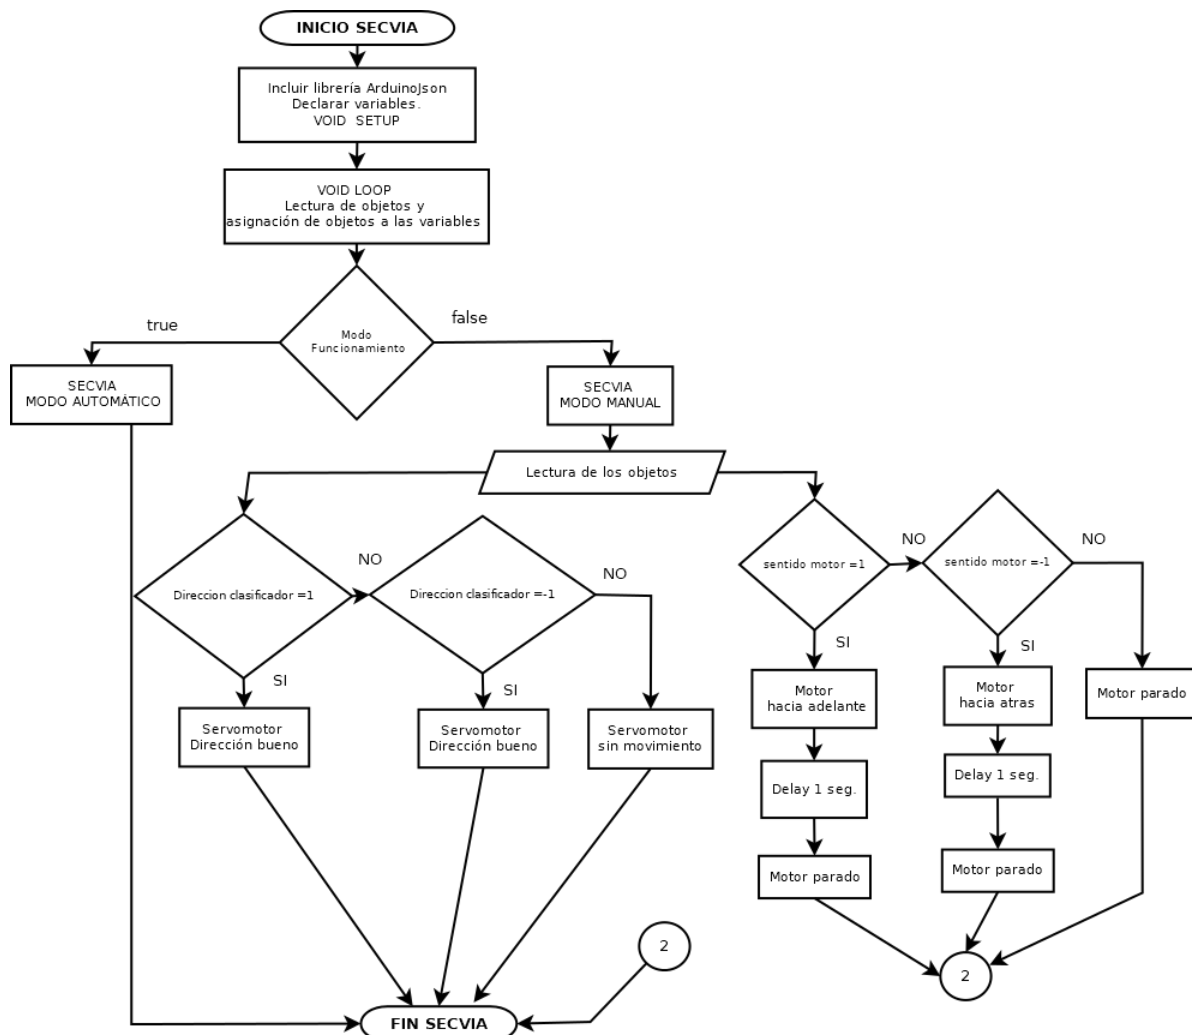 INICIO SECVIA
Incluir librería ArduinoJson
Declarar variables.
VOID SETUP
VOID LOOP
Lectura de objetos y
asignación de objetos a las variables
Modo
Funcionamiento
true
false
SECVIA
MODO AUTOMÁTICO
SECVIA
MODO MANUAL
Lectura de los objetos
Direccion clasificador =1
NO
Direccion clasificador =-1
NO
SI
SI
Servomotor
Dirección bueno
Servomotor
Dirección bueno
Servomotor
sin movimiento
sentido motor =1
NO
sentido motor =-1
NO
SI
SI
Motor
hacia adelante
Motor
hacia atras
Motor parado
Delay 1 seg.
Delay 1 seg.
Motor parado
Motor parado
2
2
FIN SECVIA